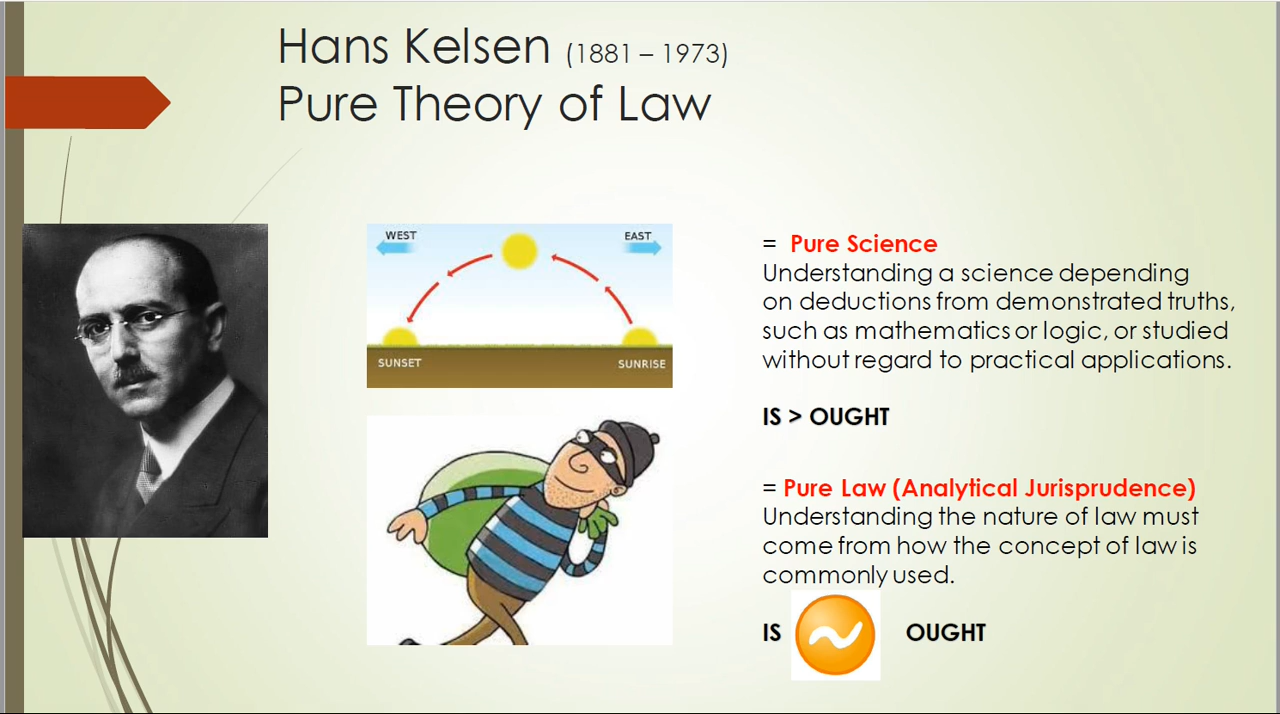 Hans Kelsen (1881 – 1973)
Pure Theory of Law
WEST
EAST
SUNSET
SUNRISE
= Pure Science
Understanding a science depending
on deductions from demonstrated truths,
such as mathematics or logic, or studied
without regard to practical applications.
IS > OUGHT
= Pure Law (Analytical Jurisprudence)
Understanding the nature of law must
come from how the concept of law is
commonly used.
IS ~ OUGHT